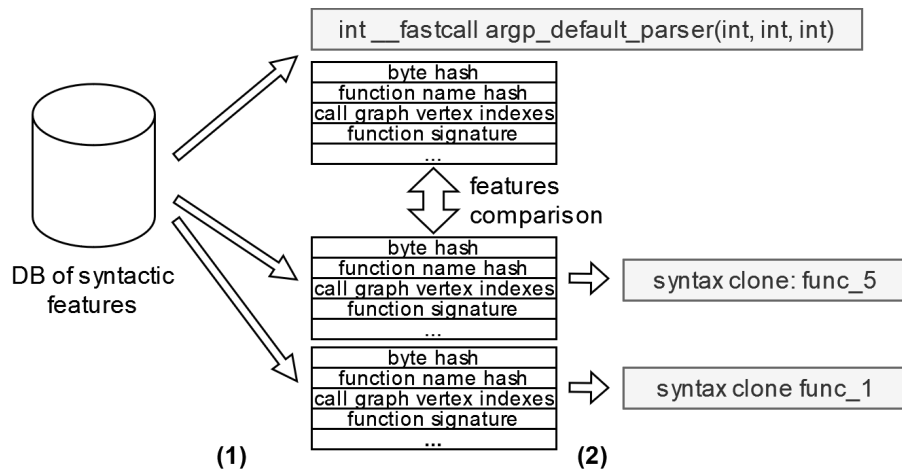 int __fastcall argp_default_parser(int, int, int)
byte hash
function name hash
call graph vertex indexes
function signature
...
features
comparison
DB of syntactic
features
byte hash
function name hash
call graph vertex indexes
function signature
...
syntax clone: func_5
byte hash
function name hash
call graph vertex indexes
function signature
...
syntax clone func_1
(1)
(2)